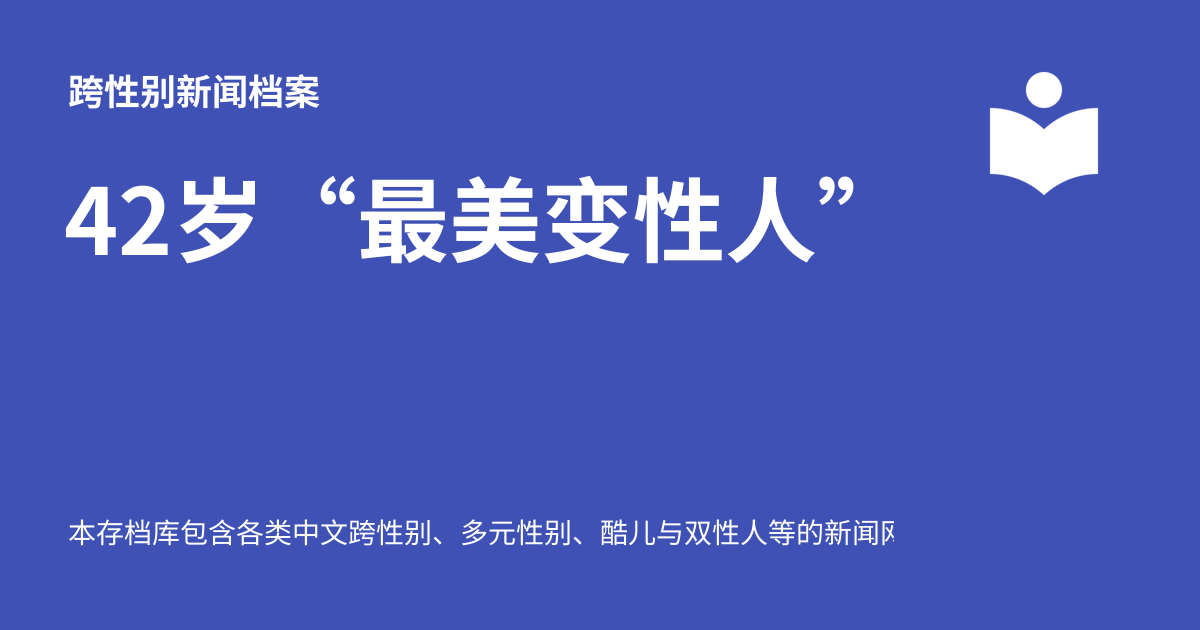 跨性别新闻档案
42岁 “最美变性人”
本存档库包含各类中文跨性别、多元性别、酷儿与双性人等的新闻网